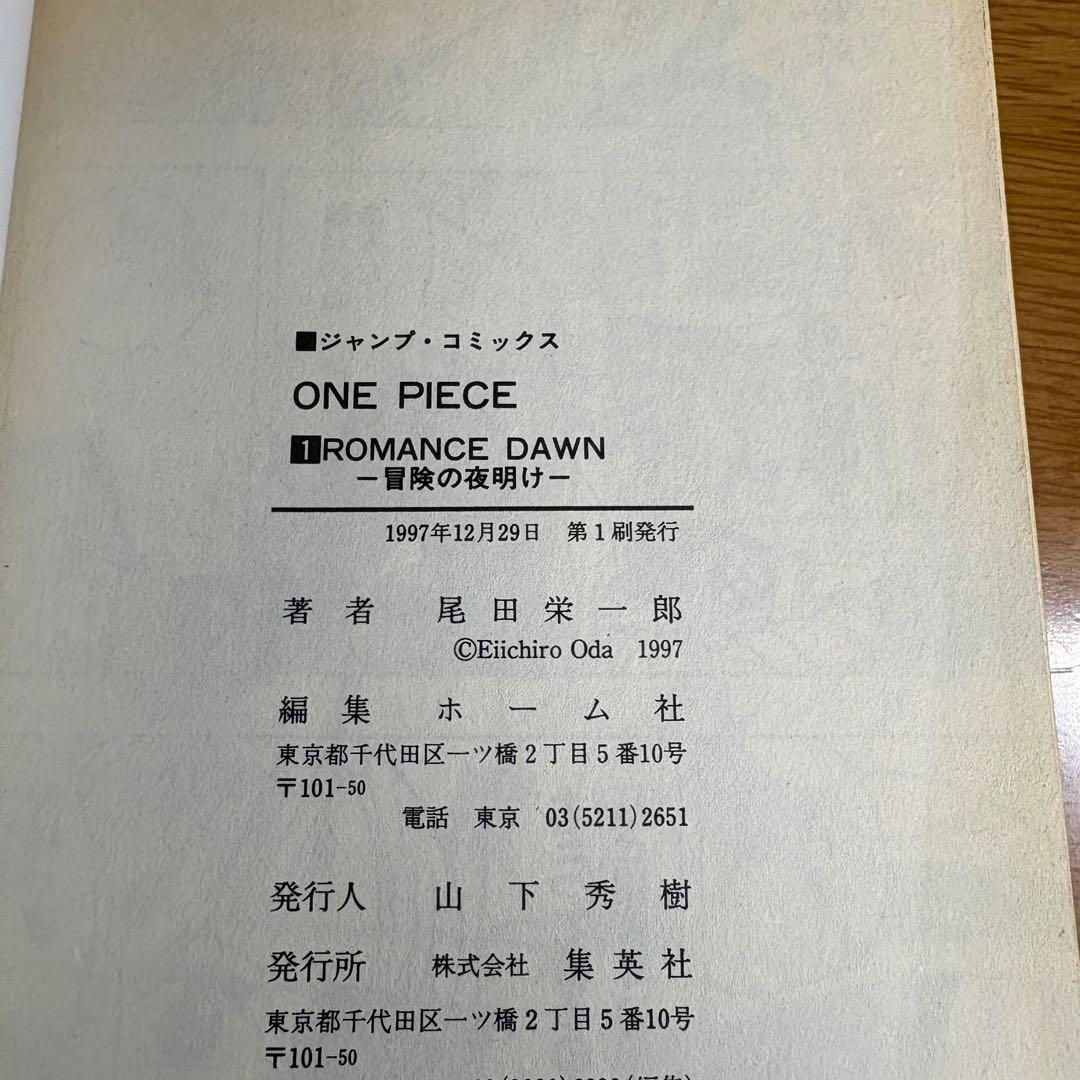 ■ジャンプ・コミックス
ONE PIECE
1 ROMANCE DAWN
―冒険の夜明け―
1997年12月29日 第1刷発行
著者 尾田栄一郎
©Eiichiro Oda 1997
編集 ホーム社
東京都千代田区一ツ橋2丁目5番10号
〒101-50
電話 東京 03(5211)2651
発行人 山下秀樹
発行所 株式会社 集英社
東京都千代田区一ツ橋2丁目5番10号
〒101-50